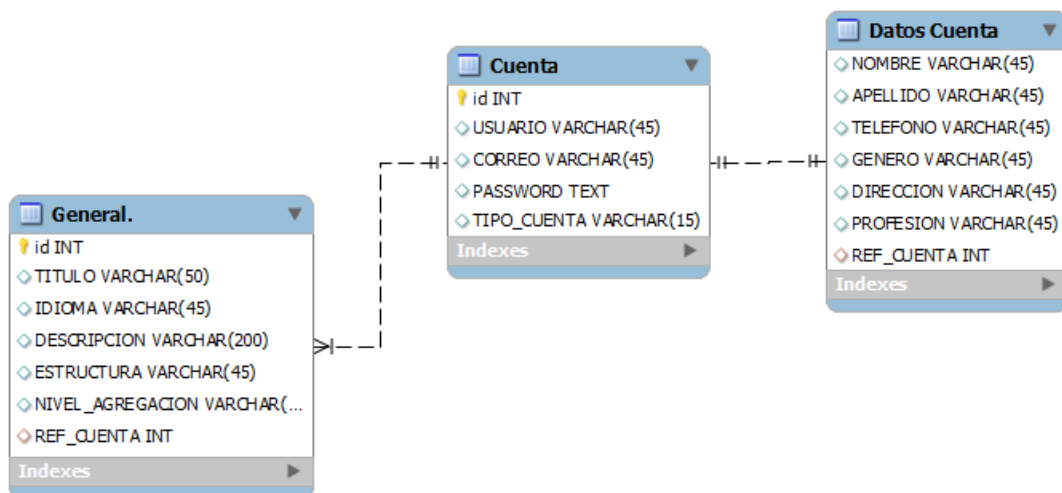 General.
id INT
TITULO VARCHAR(50)
IDIOMA VARCHAR(45)
DESCRIPCION VARCHAR(200)
ESTRUCTURA VARCHAR(45)
NIVEL_AGREGACION VARCHAR(...
REF_CUENTA INT
Indexes
Cuenta
id INT
USUARIO VARCHAR(45)
CORREO VARCHAR(45)
PASSWORD TEXT
TIPO_CUENTA VARCHAR(15)
Indexes
Datos Cuenta
NOMBRE VARCHAR(45)
APELLIDO VARCHAR(45)
TELEFONO VARCHAR(45)
GENERO VARCHAR(45)
DIRECCION VARCHAR(45)
PROFESION VARCHAR(45)
REF_CUENTA INT
Indexes